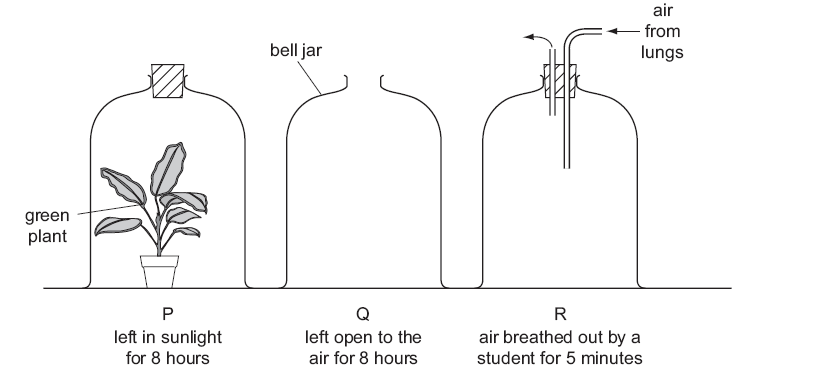 air
from
lungs
bell jar
green
plant
P
left in sunlight
for 8 hours
Q
left open to the
air for 8 hours
R
air breathed out by a
student for 5 minutes